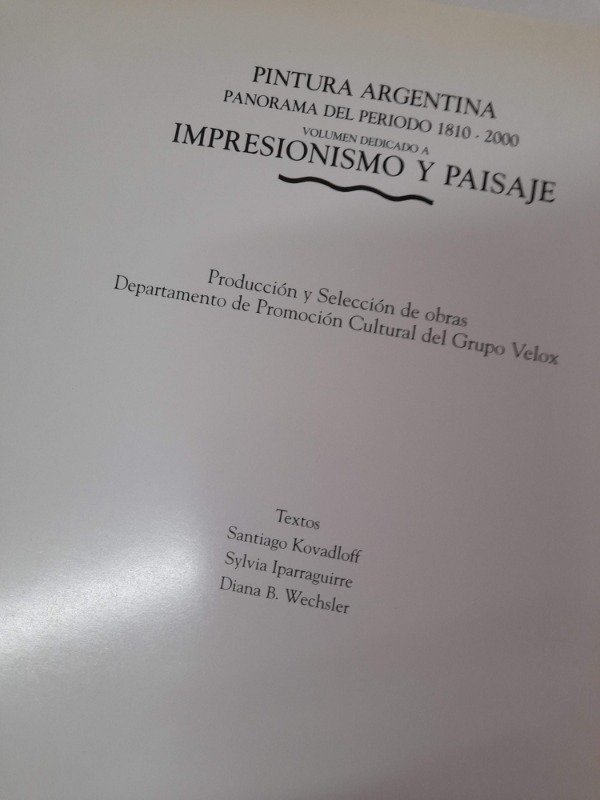 PINTURA ARGENTINA
PANORAMA DEL PERIODO 1810 - 2000
VOLUMEN DEDICADO A
IMPRESIONISMO Y PAISAJE
Producción y Selección de obras
Departamento de Promoción Cultural del Grupo Velox
Textos
Santiago Kovadloff
Sylvia Iparraguirre
Diana B. Wechsler